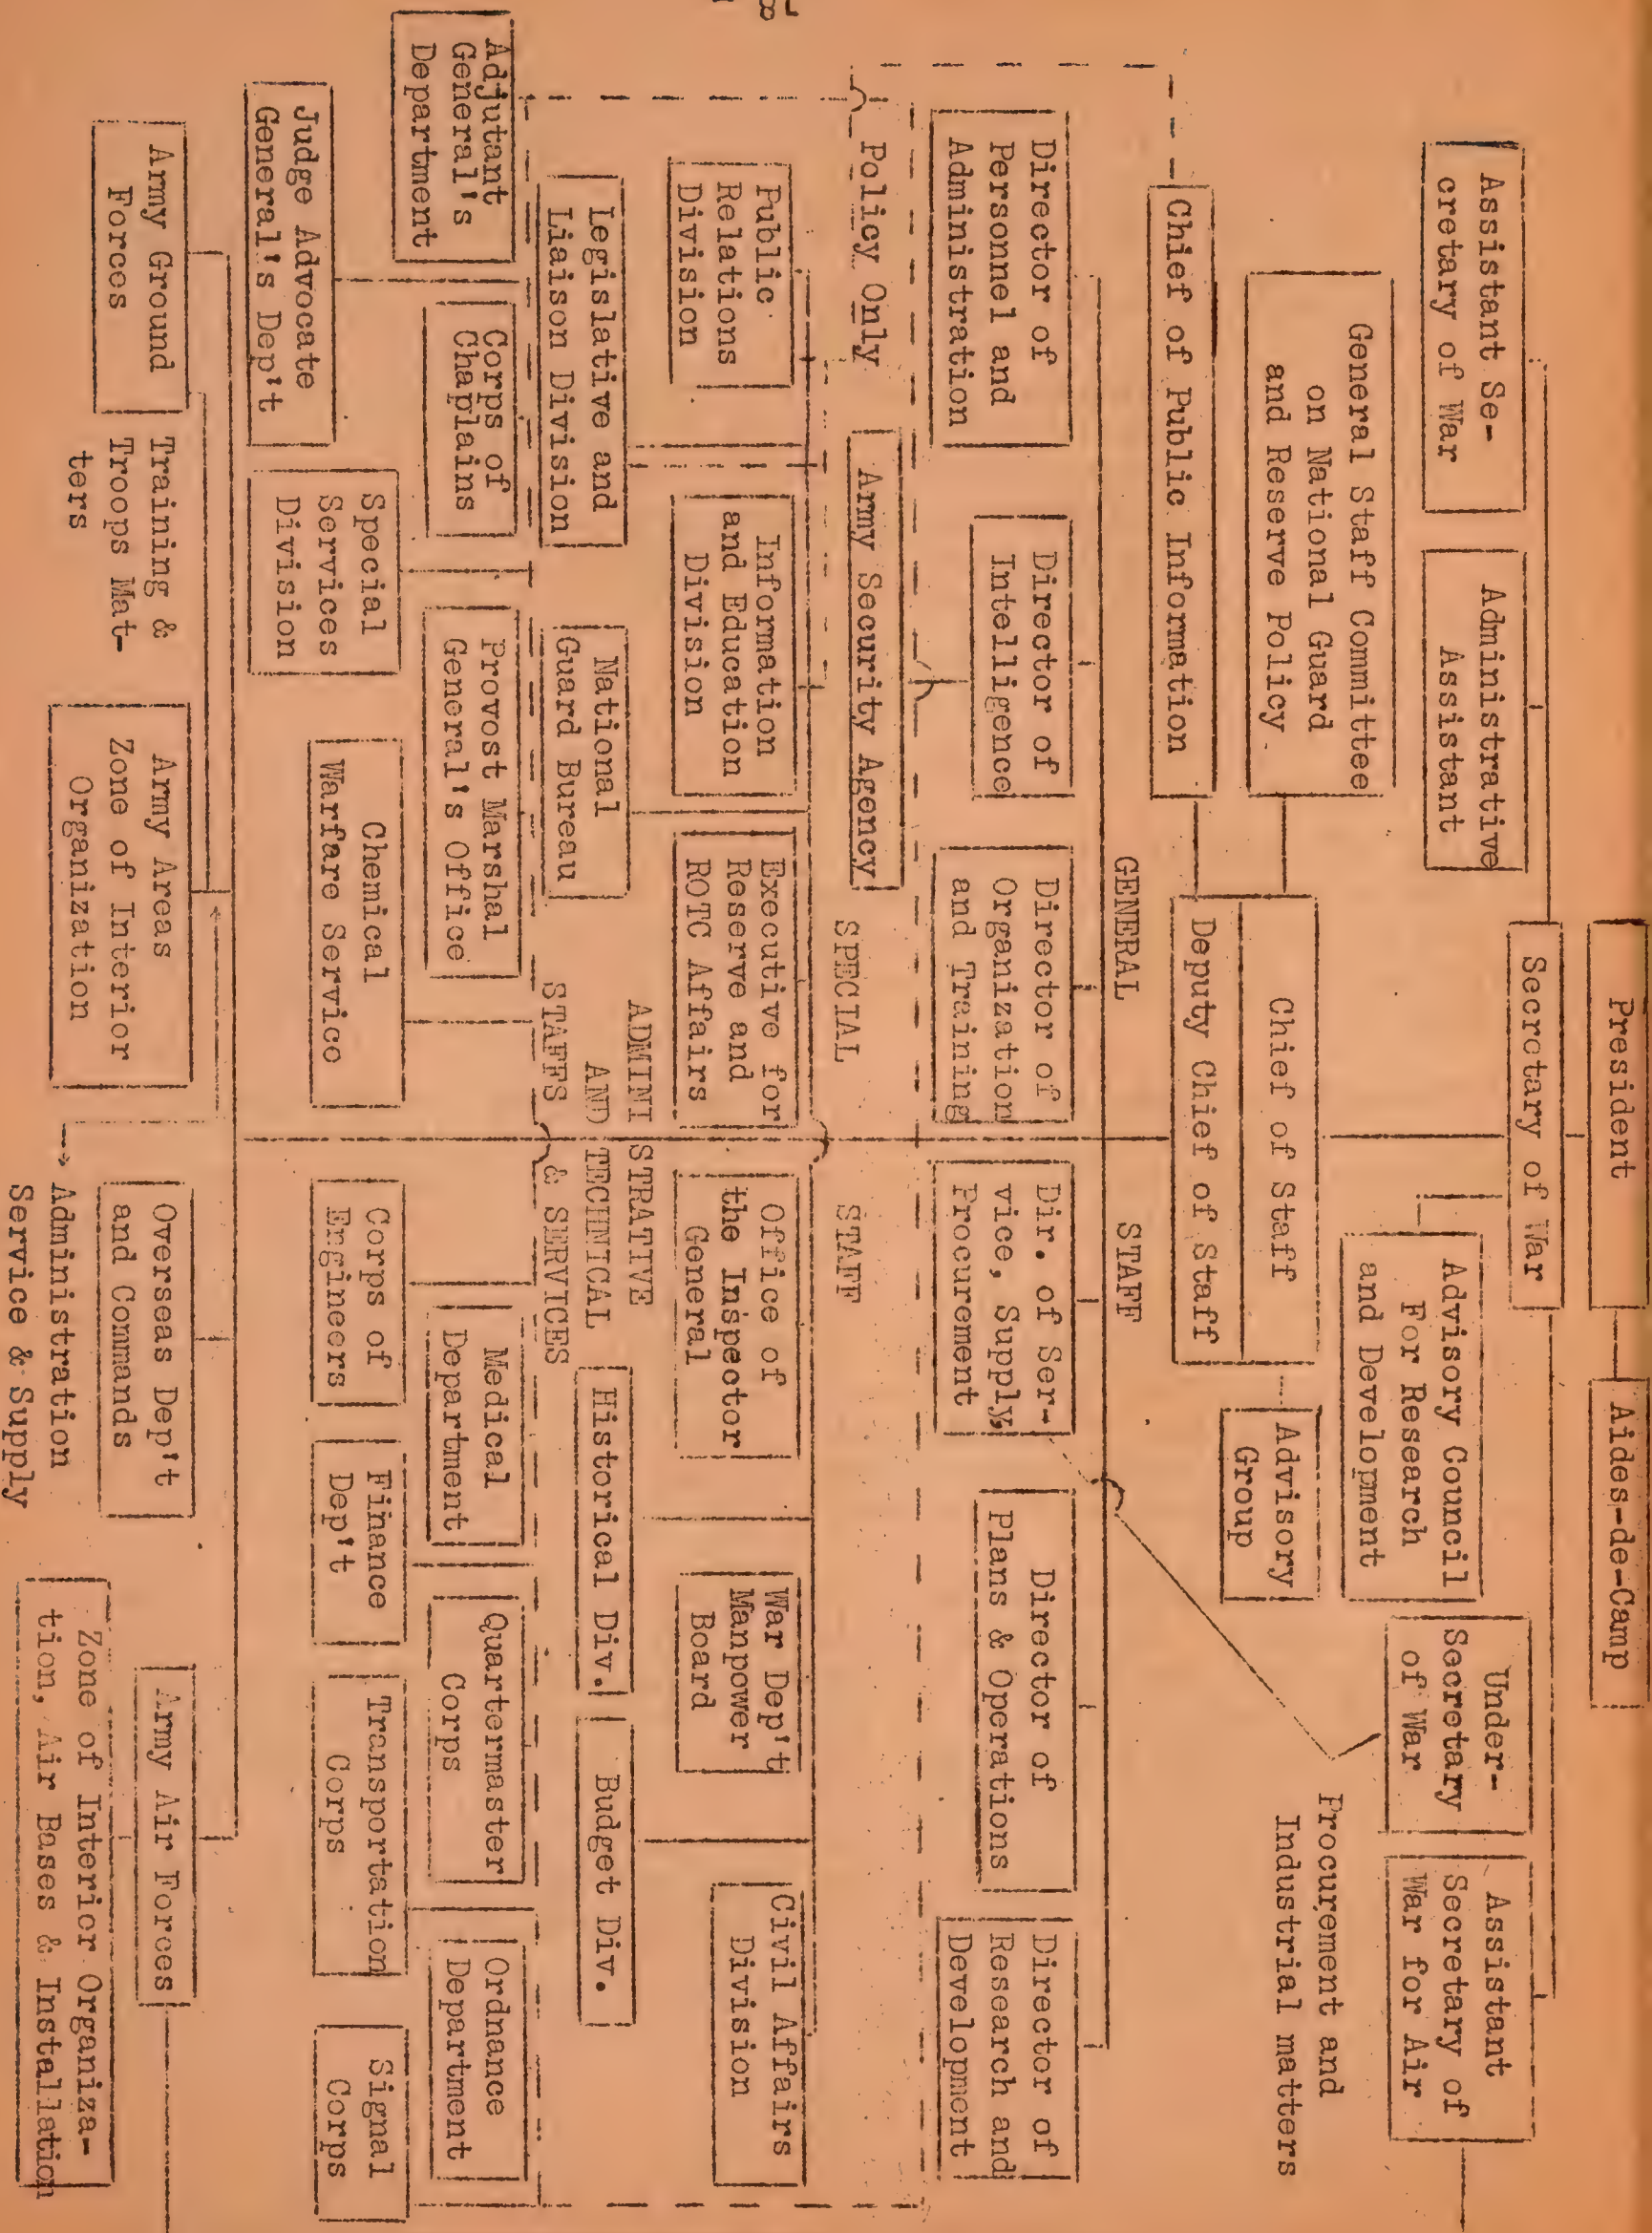 President
Aides-de-Camp
Secretary of War
Assistant Se-
cretary of War
Administrative
Assistant
Advisory Council
For Research
and Development
Under-
Secretary
of War
Assistant
Secretary of
War for Air
Procurement and
Industrial matters
General Staff Committee
on National Guard
and Reserve Policy
Chief of Staff
Deputy Chief of Staff
Advisory
Group
Chief of Public Information
GENERAL STAFF
Director of
Personnel and
Administration
Director of
Intelligence
Director of
Organization
and Training
Dir. of Ser-
vice, Supply,
Procurement
Director of
Plans & Operations
Director of
Research and
Development
Policy Only
Army Security Agency
SPECIAL STAFF
Public
Relations
Division
Information
and Education
Division
Executive for
Reserve and
ROTC Affairs
Office of
the Inspector
General
War Dep't
Manpower
Board
Civil Affairs
Division
Legislative and
Liaison Division
National
Guard Bureau
Historical Div.
Budget Div.
ADMINI STRATIVE
AND TECHNICAL
STAFFS & SERVICES
Adjutant
General's
Department
Corps of
Chaplains
Provost Marshal
General's Office
Medical
Department
Quartermaster
Corps
Ordnance
Department
Judge Advocate
General's Dep't
Special
Services
Division
Chemical
Warfare Service
Corps of
Engineers
Finance
Dep't
Transportation
Corps
Signal
Corps
Army Ground
Forces
Training &
Troops Mat-
ters
Army Areas
Zone of Interior
Organization
Overseas Dep't
and Commands
Administration
Service & Supply
Army Air Forces
Zone of Interior Organiza-
tion, Air Bases & Installation